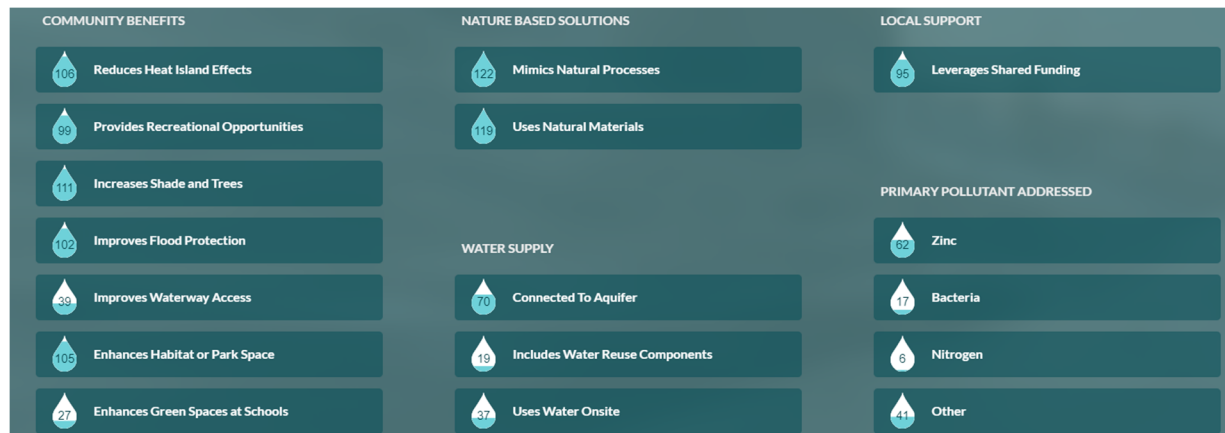 COMMUNITY BENEFITS
106 Reduces Heat Island Effects
99 Provides Recreational Opportunities
111 Increases Shade and Trees
102 Improves Flood Protection
39 Improves Waterway Access
105 Enhances Habitat or Park Space
27 Enhances Green Spaces at Schools
NATURE BASED SOLUTIONS
122 Mimics Natural Processes
119 Uses Natural Materials
WATER SUPPLY
70 Connected To Aquifer
19 Includes Water Reuse Components
37 Uses Water Onsite
LOCAL SUPPORT
95 Leverages Shared Funding
PRIMARY POLLUTANT ADDRESSED
62 Zinc
17 Bacteria
6 Nitrogen
41 Other